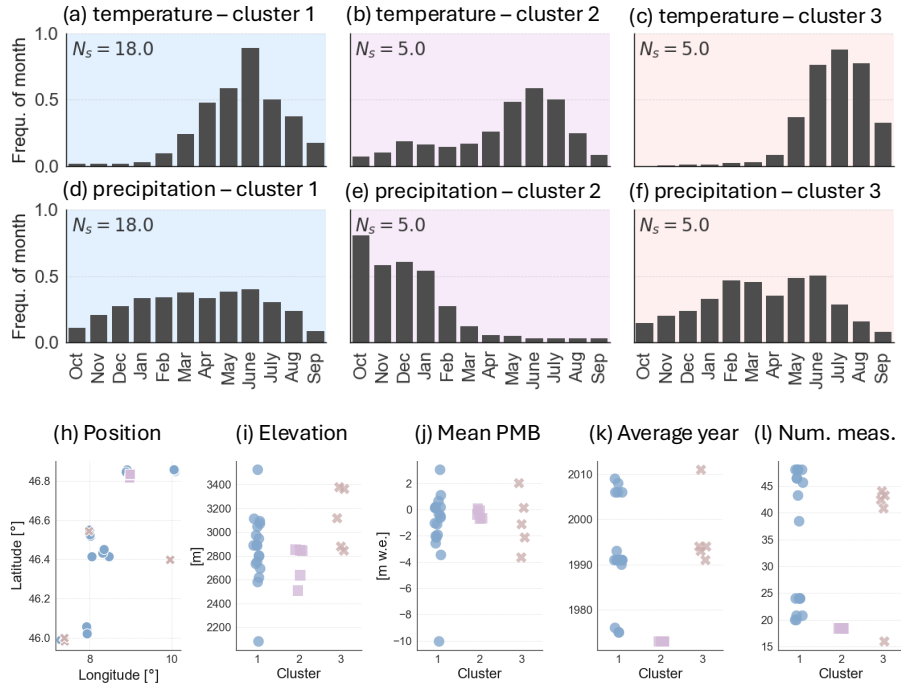 (a) temperature – cluster 1
(b) temperature – cluster 2
(c) temperature – cluster 3
Frequ. of month
1.0
0.5
0.0
N_s = 18.0
N_s = 5.0
N_s = 5.0
(d) precipitation – cluster 1
(e) precipitation – cluster 2
(f) precipitation – cluster 3
Frequ. of month
1.0
0.5
0.0
N_s = 18.0
N_s = 5.0
N_s = 5.0
Oct Nov Dec Jan Feb Mar Apr May June July Aug Sep
Oct Nov Dec Jan Feb Mar Apr May June July Aug Sep
Oct Nov Dec Jan Feb Mar Apr May June July Aug Sep
(h) Position
(i) Elevation
(j) Mean PMB
(k) Average year
(l) Num. meas.
Latitude [°]
46.8
46.6
46.4
46.2
46.0
8 10
Longitude [°]
[m]
3400
3200
3000
2800
2600
2400
2200
1 2 3
Cluster
[m w.e.]
2
0
−2
−4
−6
−8
−10
1 2 3
Cluster
2010
2000
1990
1980
1 2 3
Cluster
45
40
35
30
25
20
15
1 2 3
Cluster